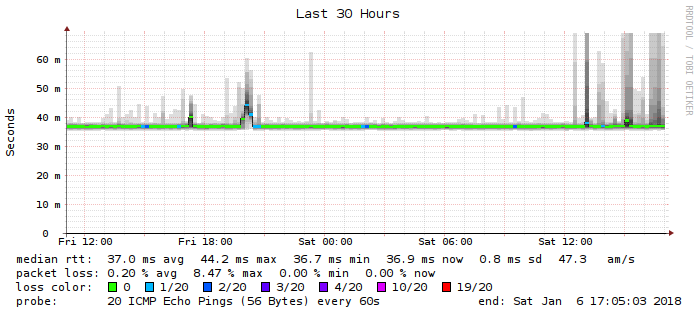 Last 30 Hours
RRDTOOL / TOBI OETIKER
Seconds
60 m
50 m
40 m
30 m
20 m
10 m
0
Fri 12:00 Fri 18:00 Sat 00:00 Sat 06:00 Sat 12:00
median rtt: 37.0 ms avg 44.2 ms max 36.7 ms min 36.9 ms now 0.8 ms sd 47.3 am/s
packet loss: 0.20 % avg 8.47 % max 0.00 % min 0.00 % now
loss color: 0 1/20 2/20 3/20 4/20 10/20 19/20
probe: 20 ICMP Echo Pings (56 Bytes) every 60s end: Sat Jan 6 17:05:03 2018